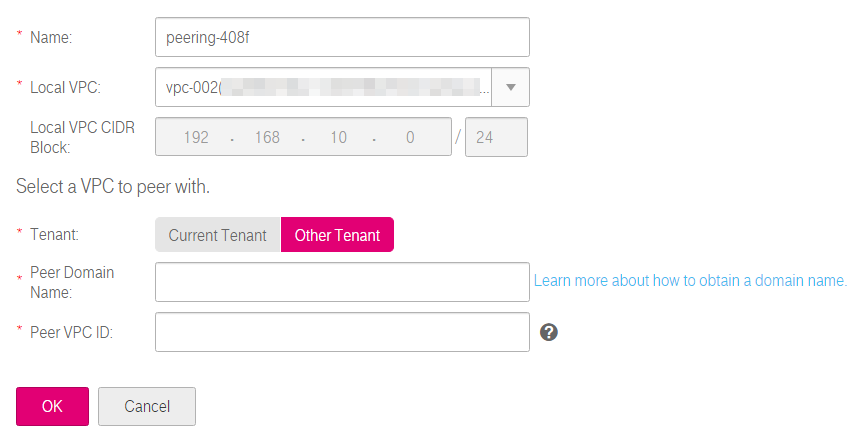 * Name: peering-408f
* Local VPC: vpc-002( ...
Local VPC CIDR
Block: 192 . 168 . 10 . 0 / 24
Select a VPC to peer with.
* Tenant: Current Tenant Other Tenant
* Peer Domain
Name: Learn more about how to obtain a domain name.
* Peer VPC ID: ?
OK Cancel